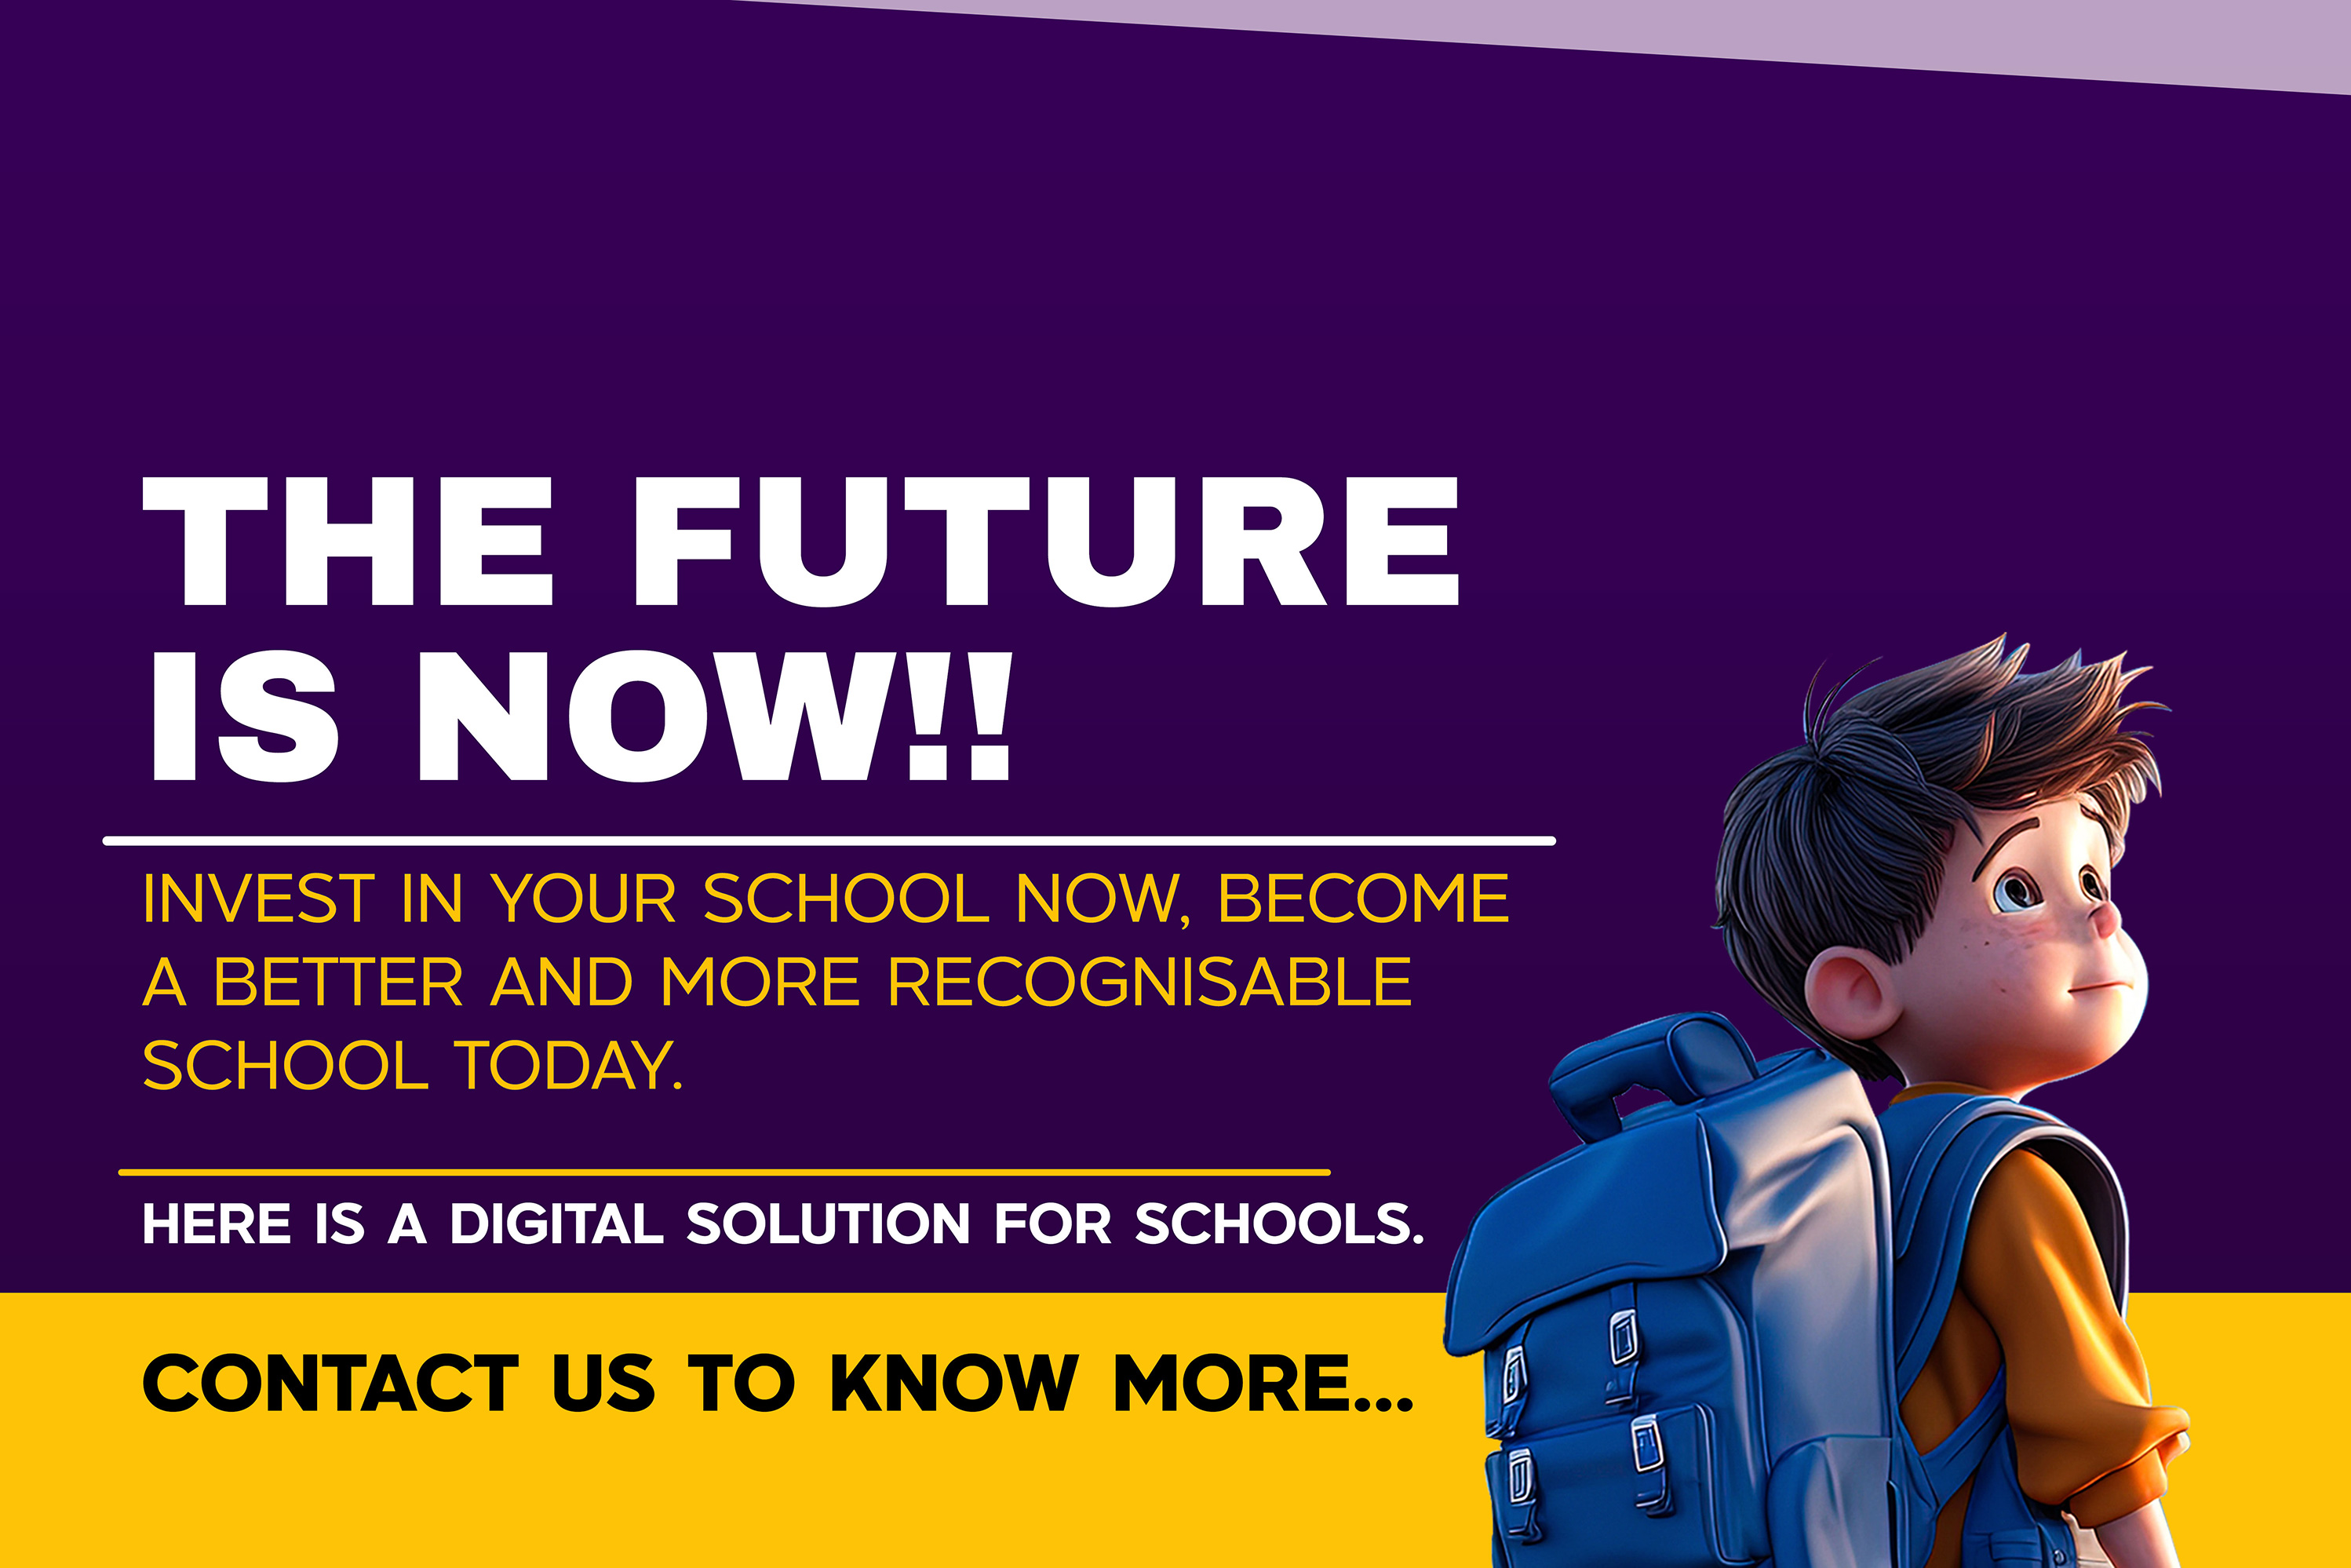 THE FUTURE
IS NOW!!
INVEST IN YOUR SCHOOL NOW, BECOME
A BETTER AND MORE RECOGNISABLE
SCHOOL TODAY.
HERE IS A DIGITAL SOLUTION FOR SCHOOLS.
CONTACT US TO KNOW MORE...